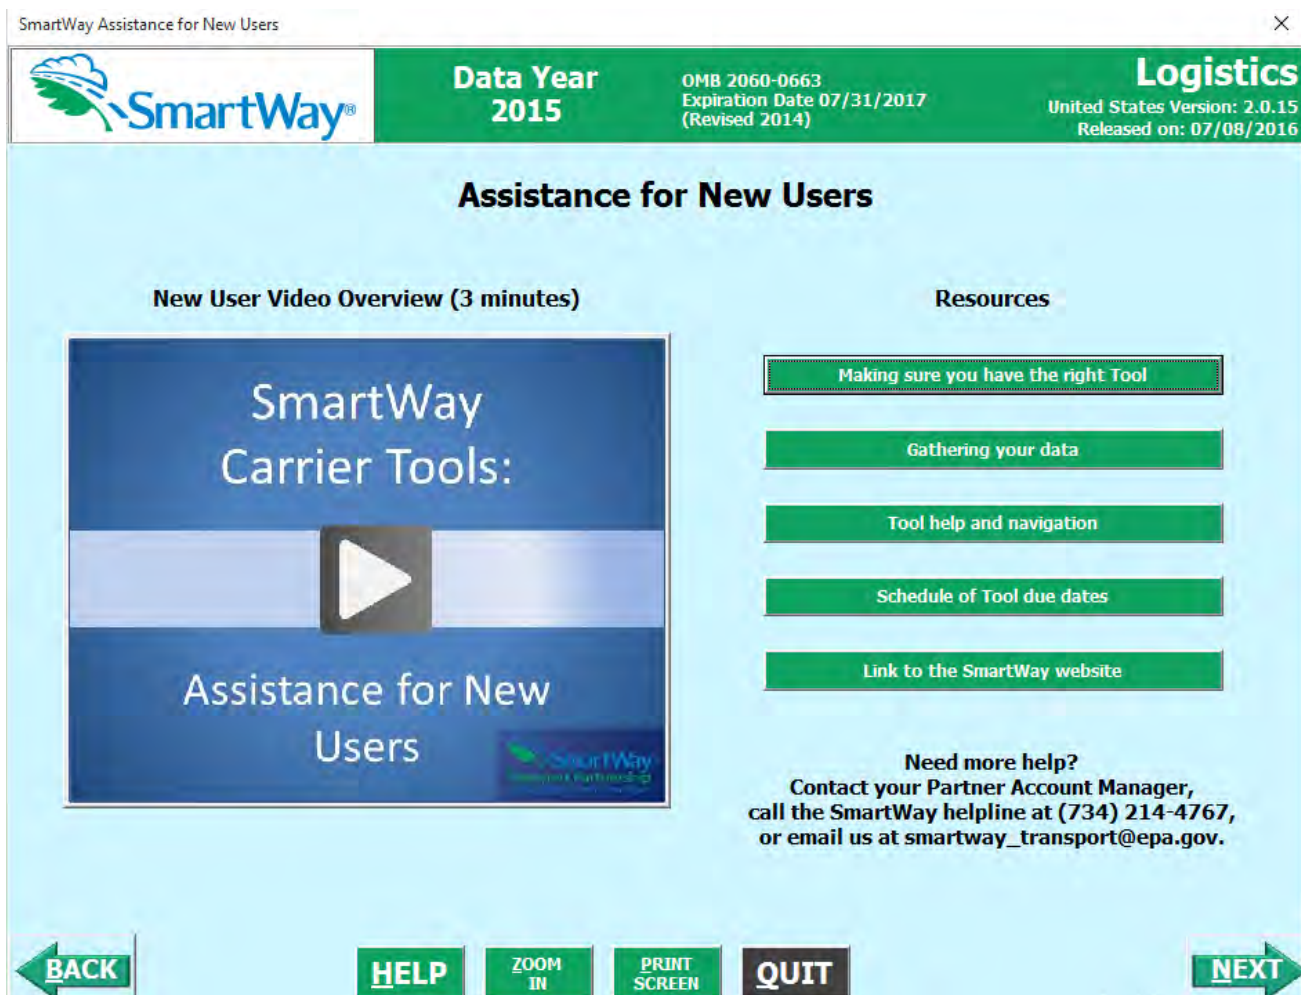 SmartWay Assistance for New Users
SmartWay®
Data Year
2015
OMB 2060-0663
Expiration Date 07/31/2017
(Revised 2014)
Logistics
United States Version: 2.0.15
Released on: 07/08/2016
Assistance for New Users
New User Video Overview (3 minutes)
SmartWay
Carrier Tools:
Assistance for New
Users
SmartWay
Transport Partnership
Resources
Making sure you have the right Tool
Gathering your data
Tool help and navigation
Schedule of Tool due dates
Link to the SmartWay website
Need more help?
Contact your Partner Account Manager,
call the SmartWay helpline at (734) 214-4767,
or email us at smartway_transport@epa.gov.
BACK
HELP
ZOOM
IN
PRINT
SCREEN
QUIT
NEXT